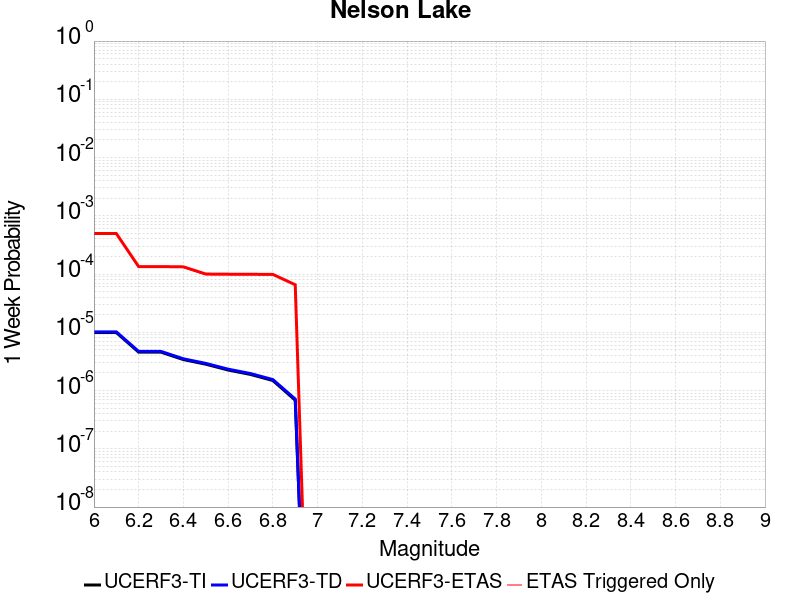 Nelson Lake
10^0
10^-1
10^-2
10^-3
10^-4
10^-5
10^-6
10^-7
10^-8
1 Week Probability
6 6.2 6.4 6.6 6.8 7 7.2 7.4 7.6 7.8 8 8.2 8.4 8.6 8.8 9
Magnitude
UCERF3-TI UCERF3-TD UCERF3-ETAS ETAS Triggered Only